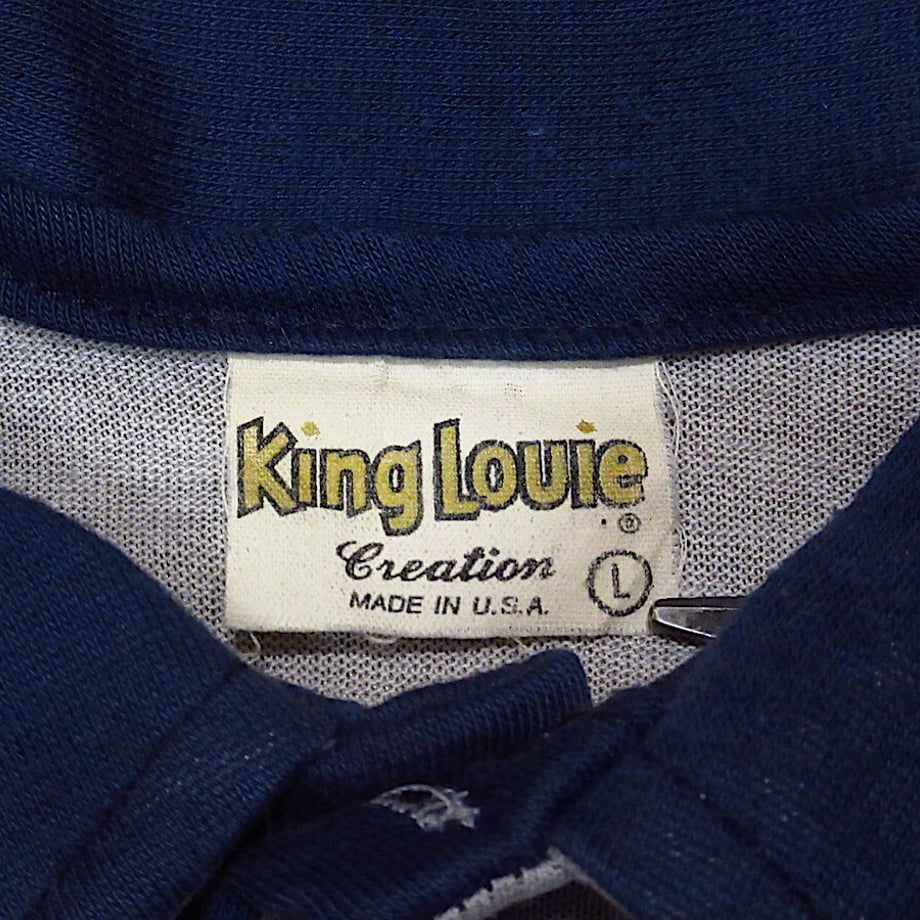 King Louie
®
Creation
MADE IN U.S.A.
L